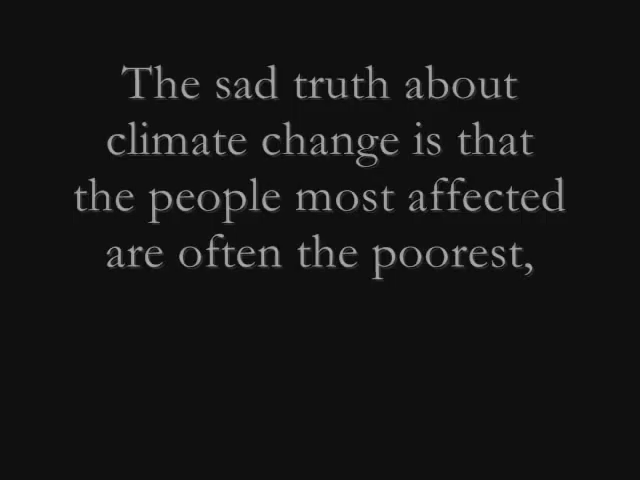 The sad truth about
climate change is that
the people most affected
are often the poorest,